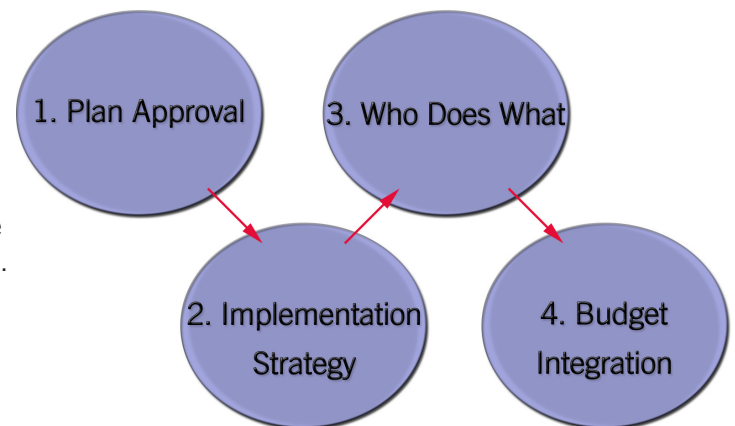 1. Plan Approval
2. Implementation
Strategy
3. Who Does What
4. Budget
Integration